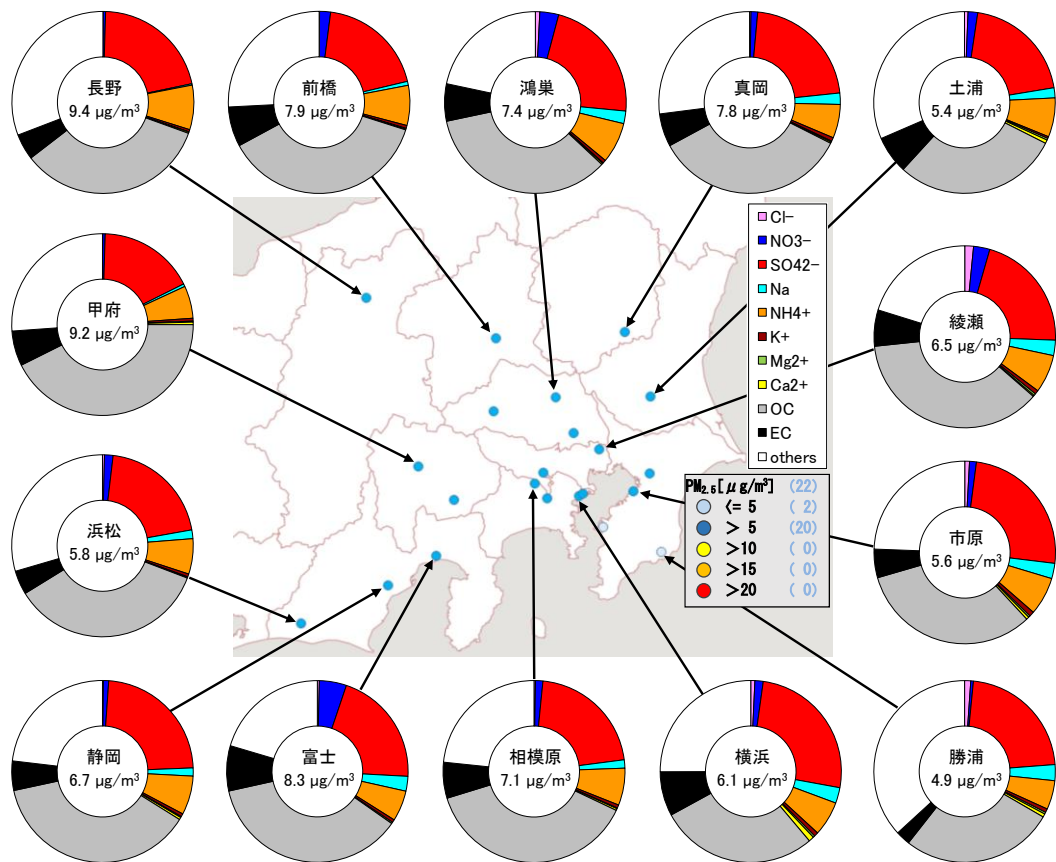 長野
9.4 μg/m³
前橋
7.9 μg/m³
鴻巣
7.4 μg/m³
真岡
7.8 μg/m³
土浦
5.4 μg/m³
甲府
9.2 μg/m³
Cl−
NO3−
SO42−
Na
NH4+
K+
Mg2+
Ca2+
OC
EC
others
綾瀬
6.5 μg/m³
浜松
5.8 μg/m³
PM₂.₅[μg/m³] (22)
<= 5 ( 2)
> 5 (20)
>10 ( 0)
>15 ( 0)
>20 ( 0)
市原
5.6 μg/m³
静岡
6.7 μg/m³
富士
8.3 μg/m³
相模原
7.1 μg/m³
横浜
6.1 μg/m³
勝浦
4.9 μg/m³